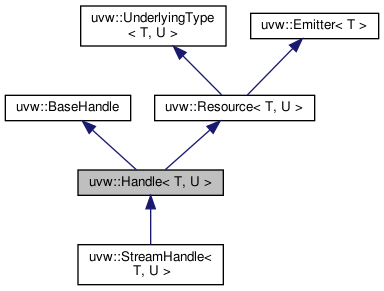 uvw::UnderlyingType
< T, U >
uvw::Emitter< T >
uvw::BaseHandle
uvw::Resource< T, U >
uvw::Handle< T, U >
uvw::StreamHandle<
T, U >